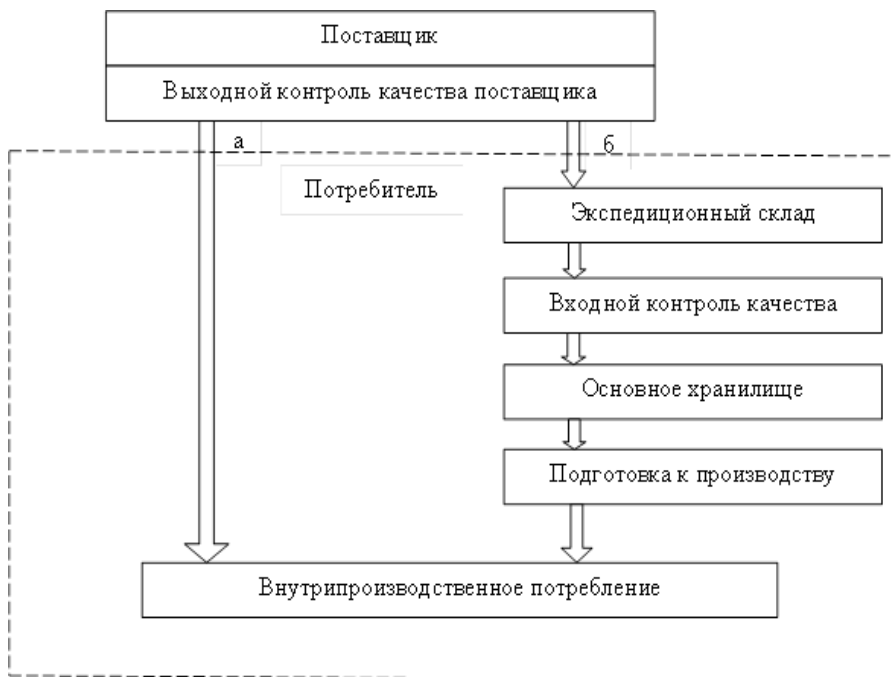 Поставщик
Выходной контроль качества поставщика
а
б
Потребитель
Экспедиционный склад
Входной контроль качества
Основное хранилище
Подготовка к производству
Внутрипроизводственное потребление